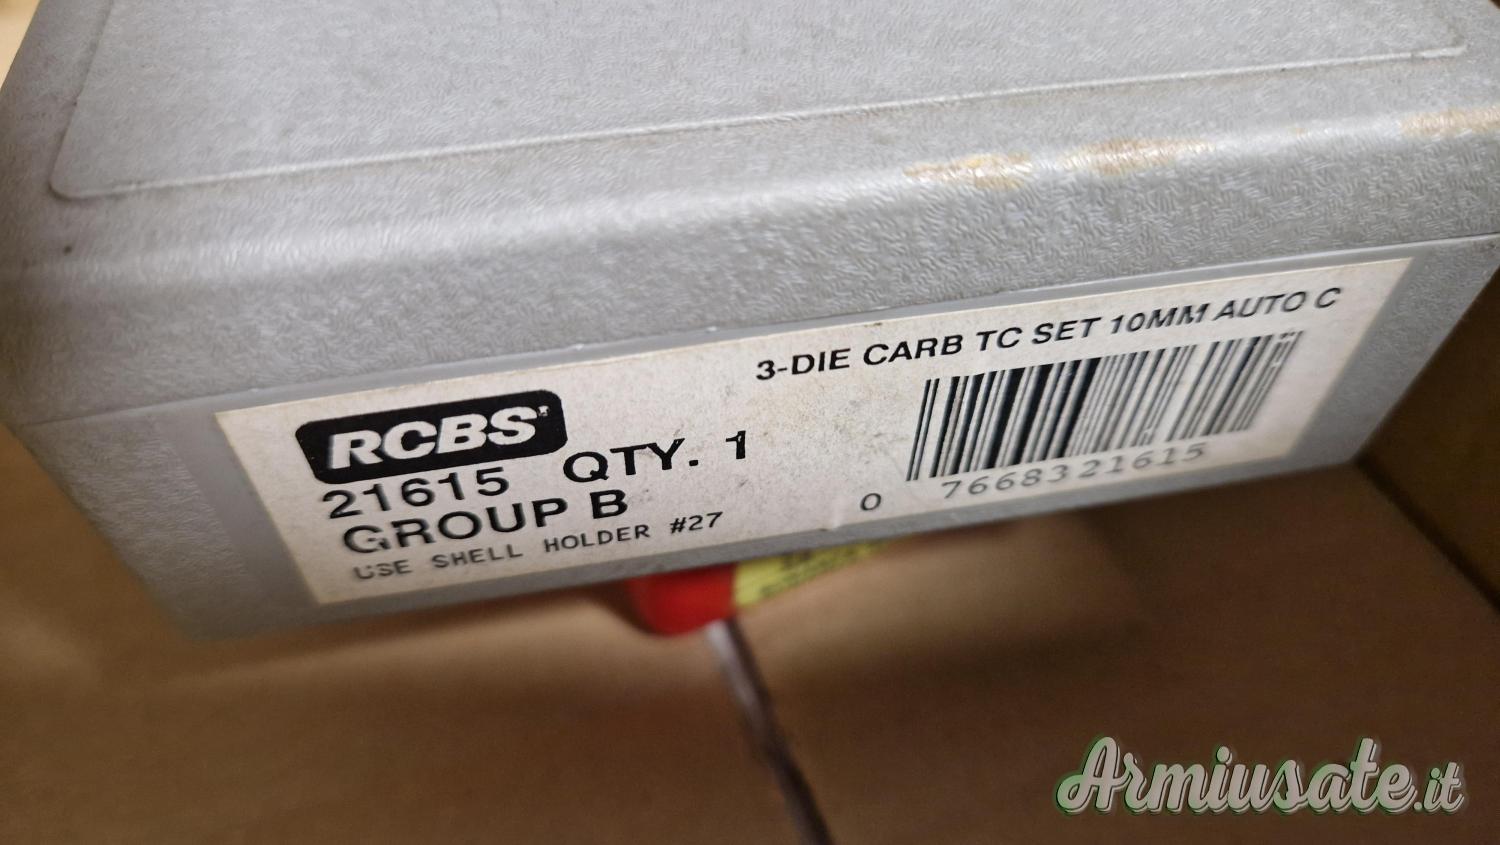 3-DIE CARB TC SET 10MM AUTO C
RCBS
21615 QTY. 1
GROUP B
USE SHELL HOLDER #27
0 7668321615
Armiusate.it